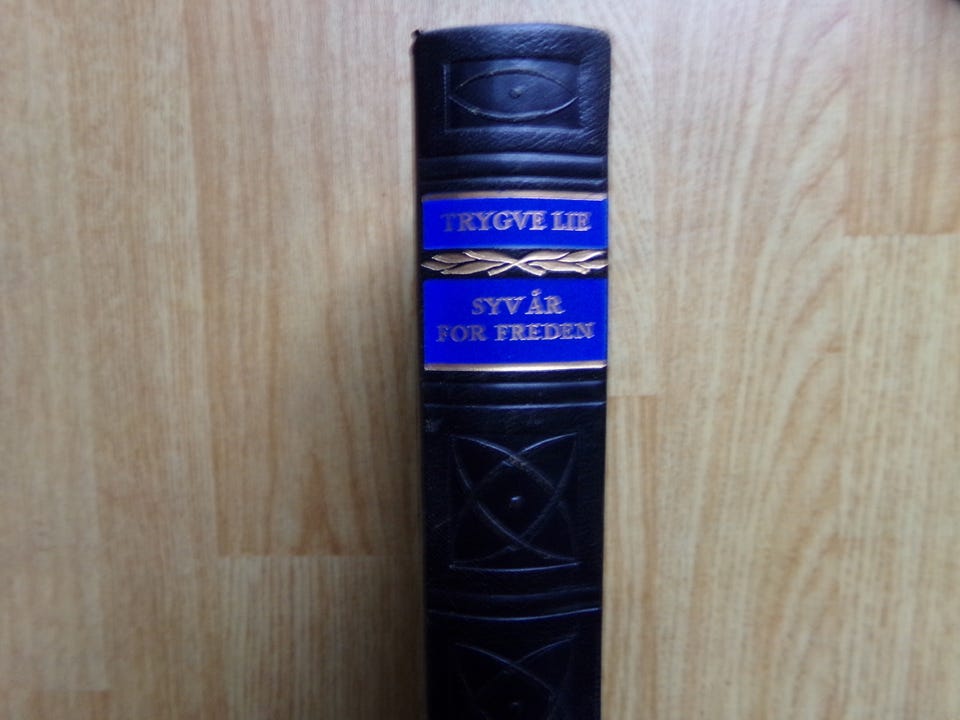 TRYGVE LIE
SYV ÅR
FOR FREDEN